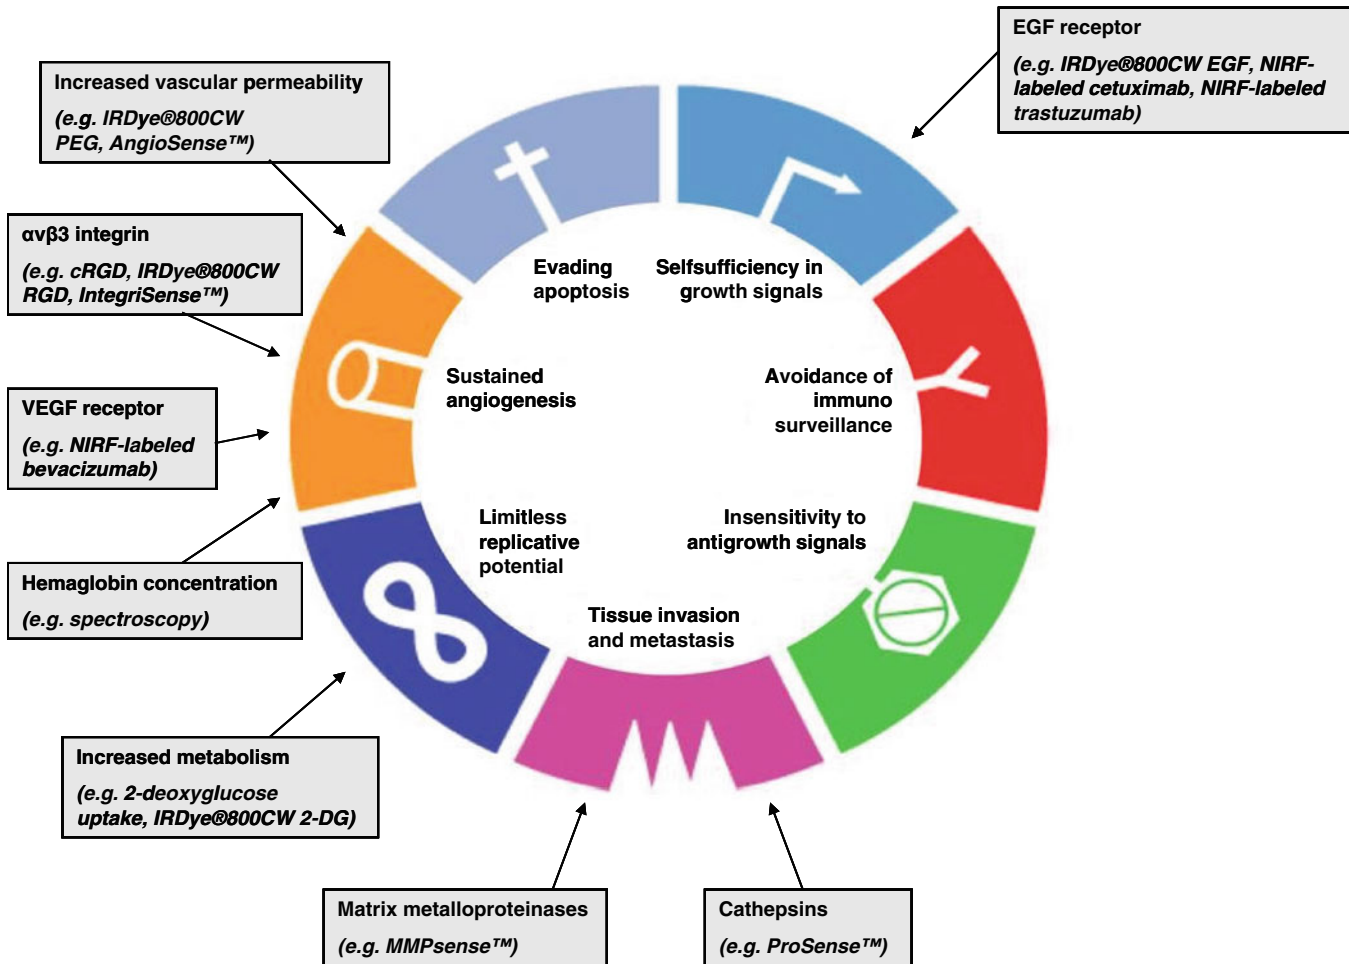 EGF receptor
(e.g. IRDye®800CW EGF, NIRF-
labeled cetuximab, NIRF-labeled
trastuzumab)
Increased vascular permeability
(e.g. IRDye®800CW
PEG, AngioSense™)
αvβ3 integrin
(e.g. cRGD, IRDye®800CW
RGD, IntegriSense™)
VEGF receptor
(e.g. NIRF-labeled
bevacizumab)
Hemaglobin concentration
(e.g. spectroscopy)
Increased metabolism
(e.g. 2-deoxyglucose
uptake, IRDye®800CW 2-DG)
Matrix metalloproteinases
(e.g. MMPsense™)
Cathepsins
(e.g. ProSense™)
Evading
apoptosis
Selfsufficiency in
growth signals
Sustained
angiogenesis
Avoidance of
immuno
surveillance
Limitless
replicative
potential
Insensitivity to
antigrowth signals
Tissue invasion
and metastasis